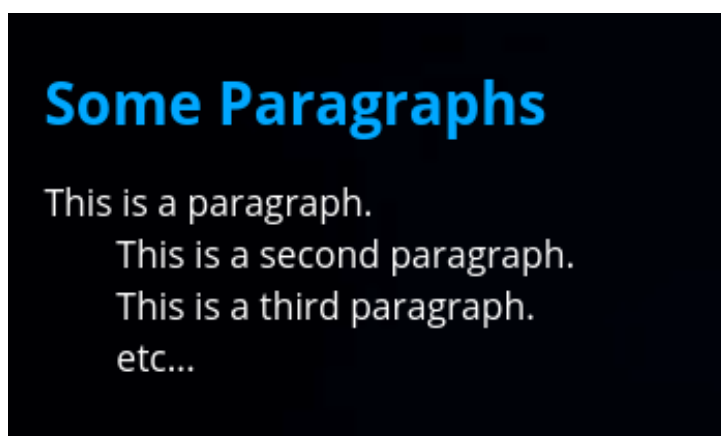 Some Paragraphs
This is a paragraph.
This is a second paragraph.
This is a third paragraph.
etc...